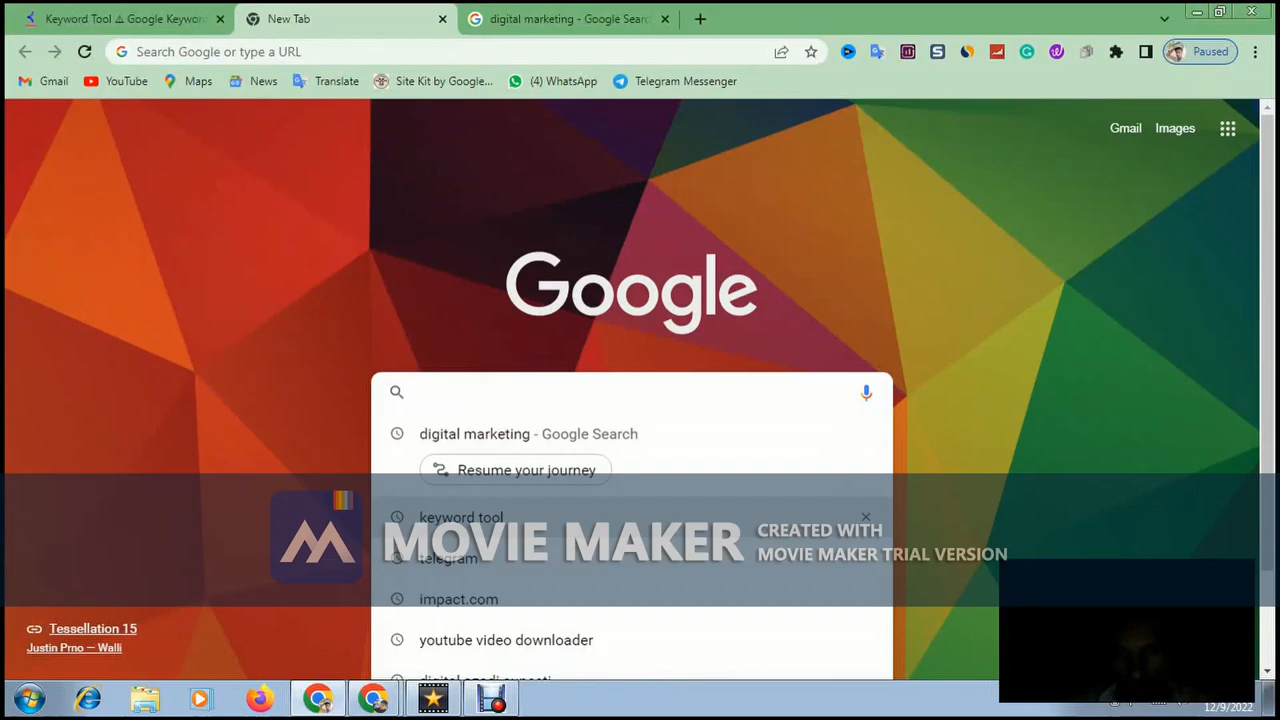 Keyword Tool ⚠ Google Keyword
New Tab
digital marketing - Google Searc
Search Google or type a URL
Paused
Gmail
YouTube
Maps
News
Translate
Site Kit by Google...
(4) WhatsApp
Telegram Messenger
Gmail
Images
Google
digital marketing - Google Search
Resume your journey
keyword tool
telegram
impact.com
youtube video downloader
MOVIE MAKER
CREATED WITH
MOVIE MAKER TRIAL VERSION
Tessellation 15
Justin Prno — Walli
12/9/2022